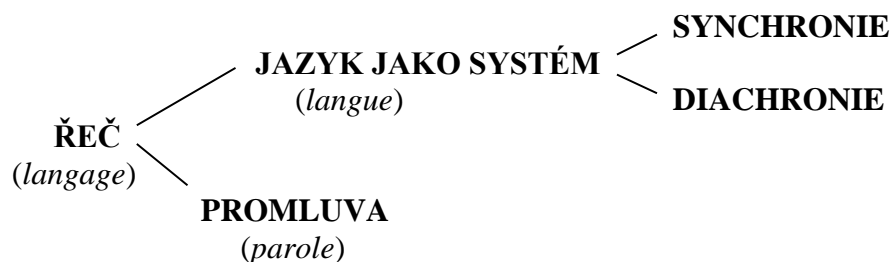 SYNCHRONIE
JAZYK JAKO SYSTÉM
(langue)
DIACHRONIE
ŘEČ
(langage)
PROMLUVA
(parole)